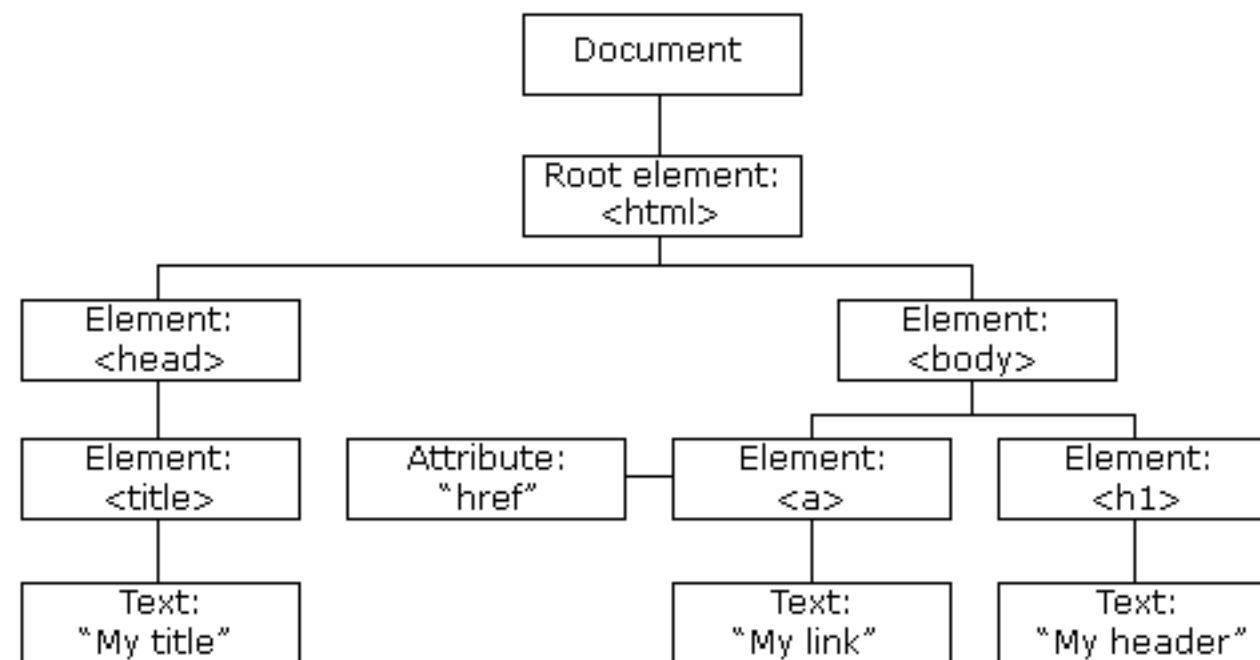 Document
Root element:
<html>
Element:
<head>
Element:
<body>
Element:
<title>
Attribute:
“href”
Element:
<a>
Element:
<h1>
Text:
“My title”
Text:
“My link”
Text:
“My header”